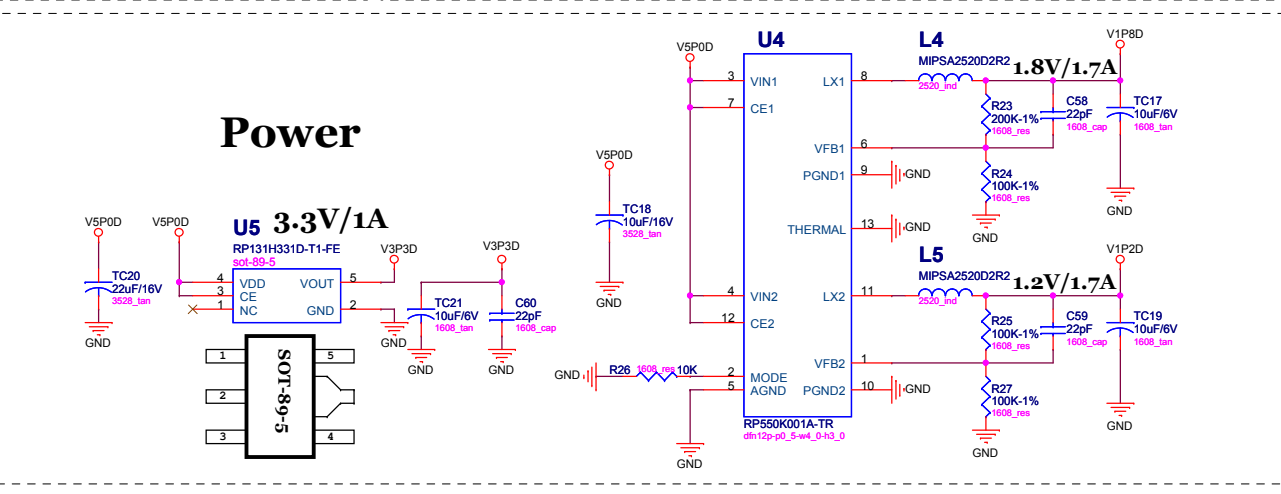 Power
V5P0D
V5P0D
U5
3.3V/1A
RP131H331D-T1-FE
sot-89-5
4
VDD
VOUT
5
3
CE
1
NC
GND
2
V3P3D
V3P3D
TC20
22uF/16V
3528_tan
GND
GND
TC21
10uF/6V
1608_tan
GND
C60
22pF
1608_cap
GND
SOT-89-5
1
5
2
3
4
V5P0D
TC18
10uF/16V
3528_tan
GND
V5P0D
U4
3
VIN1
LX1
8
7
CE1
VFB1
6
PGND1
9
GND
THERMAL
13
GND
4
VIN2
LX2
11
12
CE2
VFB2
1
2
MODE
5
AGND
PGND2
10
GND
RP550K001A-TR
dfn12p-p0_5-w4_0-h3_0
GND
R26
1608_res
10K
GND
L4
MIPSA2520D2R2
2520_ind
1.8V/1.7A
V1P8D
R23
200K-1%
1608_res
C58
22pF
1608_cap
TC17
10uF/6V
1608_tan
R24
100K-1%
1608_res
GND
GND
L5
MIPSA2520D2R2
2520_ind
1.2V/1.7A
V1P2D
R25
100K-1%
1608_res
C59
22pF
1608_cap
TC19
10uF/6V
1608_tan
R27
100K-1%
1608_res
GND
GND